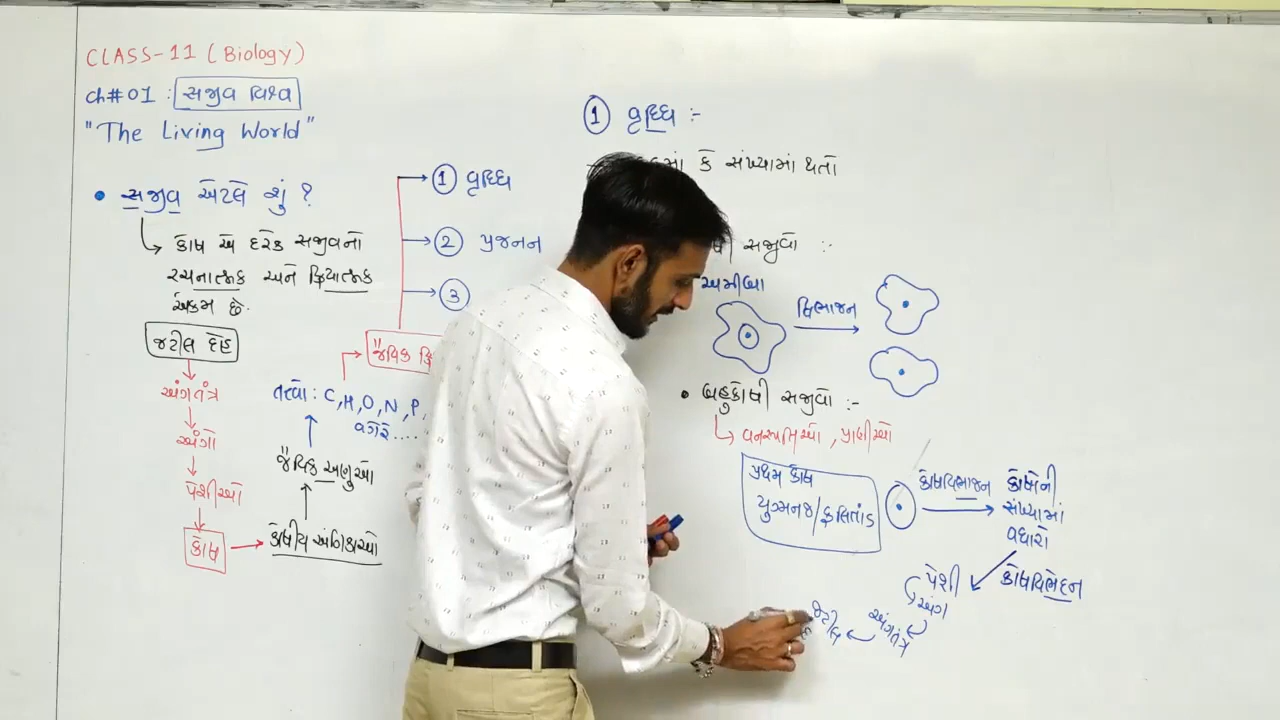 CLASS-11 (Biology)
ch#01 : સજીવ વિશ્વ
"The Living World"
• સજીવ એટલે શું ?
કોષ એ દરેક સજીવનો
રચનાત્મક અને ક્રિયાત્મક
એકમ છે.
જટીલ દેહ
અંગતંત્ર
અંગો
પેશીઓ
કોષ
કોષીય અંગિકાઓ
જૈવિક અણુઓ
તત્વો : C, H, O, N, P,
વગેરે....
જૈવિક
① વૃધ્ધિ
② પ્રજનન
③
① વૃધ્ધિ :-
કે સંખ્યામાં થતો
સજીવો :-
અમીબા
વિભાજન
• બહુકોષી સજીવો :-
વનસ્પતિઓ , પ્રાણીઓ
પ્રથમ કોષ
યુગ્મનજ/ફલિતાંડ
કોષવિભાજન
કોષોની
સંખ્યામાં
વધારો
કોષવિભેદન
પેશી
અંગ
અંગતંત્ર
જટીલ